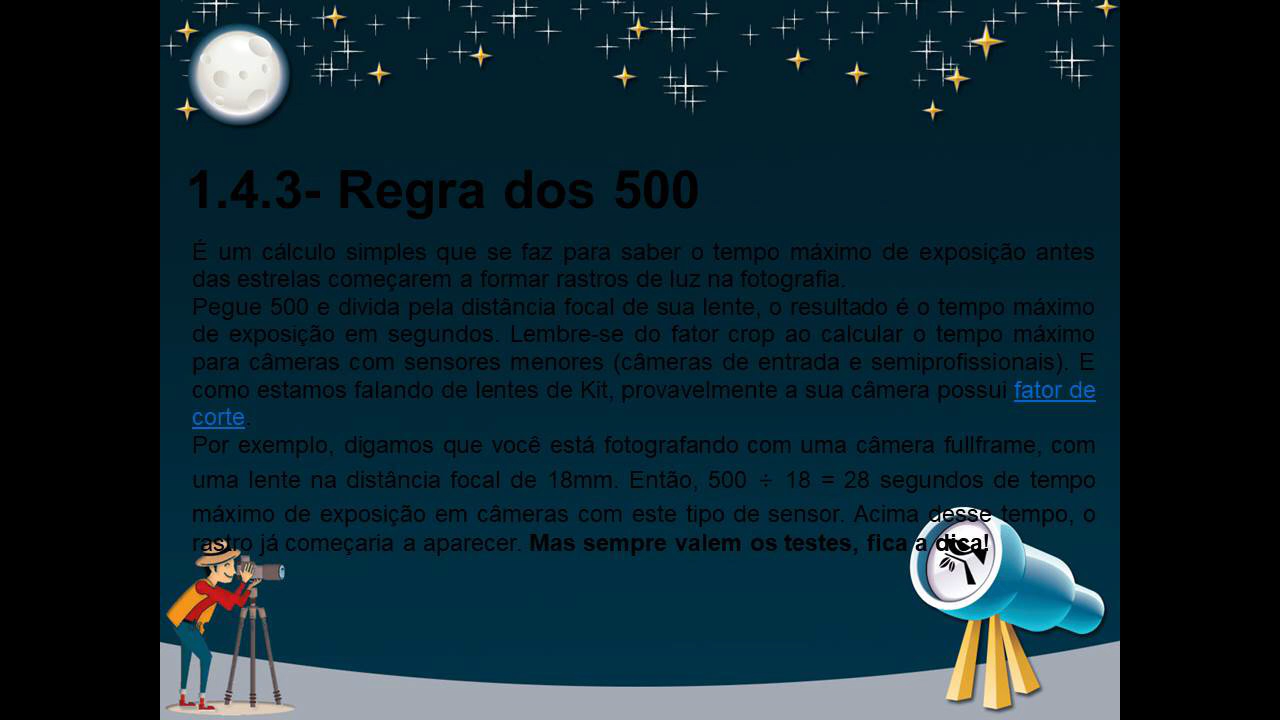 1.4.3- Regra dos 500
É um cálculo simples que se faz para saber o tempo máximo de exposição antes
das estrelas começarem a formar rastros de luz na fotografia.
Pegue 500 e divida pela distância focal de sua lente, o resultado é o tempo máximo
de exposição em segundos. Lembre-se do fator crop ao calcular o tempo máximo
para câmeras com sensores menores (câmeras de entrada e semiprofissionais). E
como estamos falando de lentes de Kit, provavelmente a sua câmera possui fator de
corte.
Por exemplo, digamos que você está fotografando com uma câmera fullframe, com
uma lente na distância focal de 18mm. Então, 500 ÷ 18 = 28 segundos de tempo
máximo de exposição em câmeras com este tipo de sensor. Acima desse tempo, o
rastro já começaria a aparecer. Mas sempre valem os testes, fica a dica!